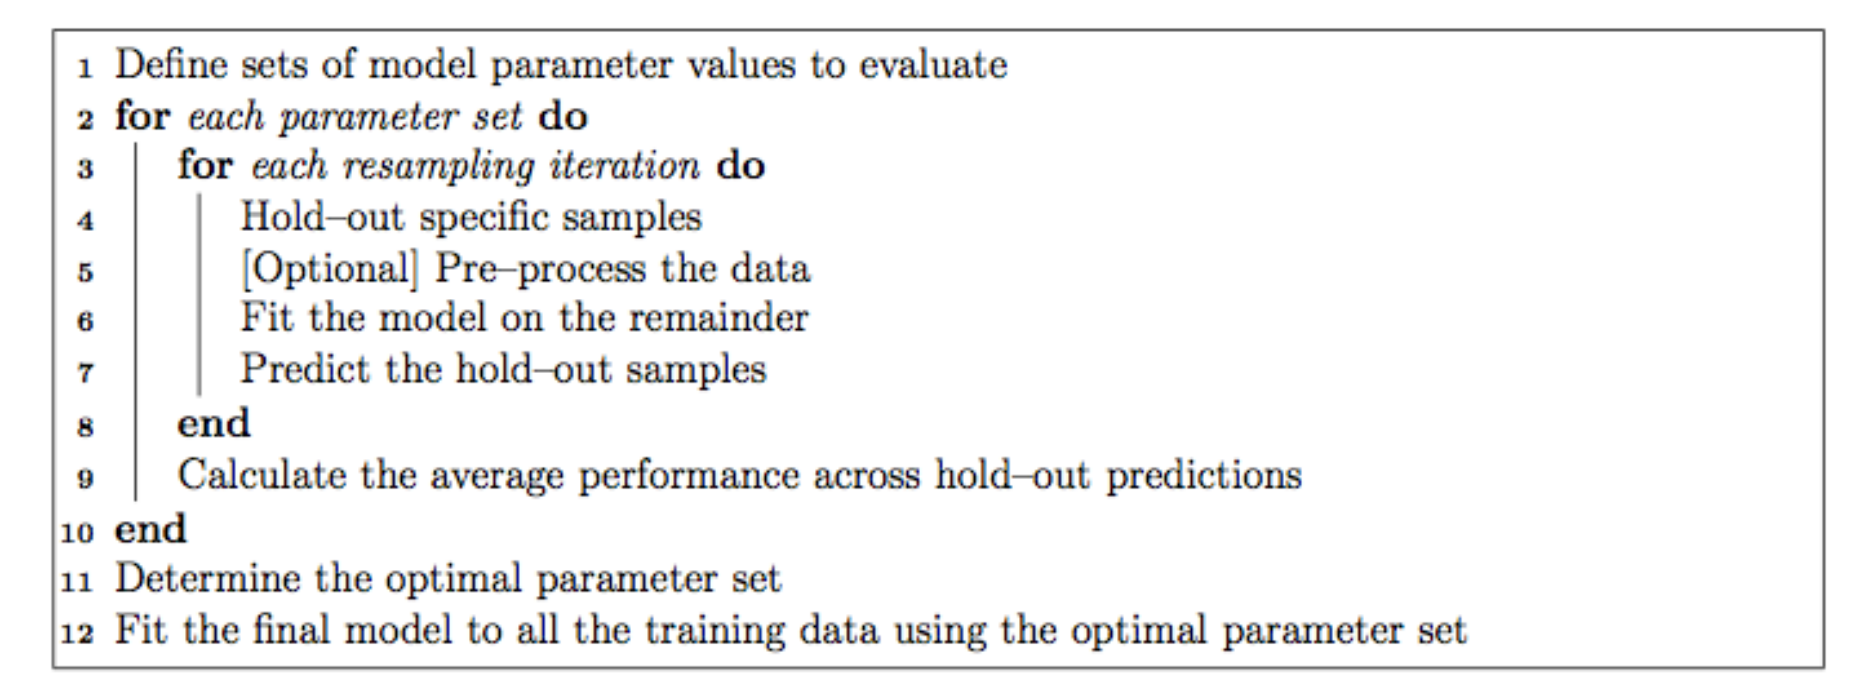 1 Define sets of model parameter values to evaluate
2 for each parameter set do
3 for each resampling iteration do
4 Hold–out specific samples
5 [Optional] Pre–process the data
6 Fit the model on the remainder
7 Predict the hold–out samples
8 end
9 Calculate the average performance across hold–out predictions
10 end
11 Determine the optimal parameter set
12 Fit the final model to all the training data using the optimal parameter set